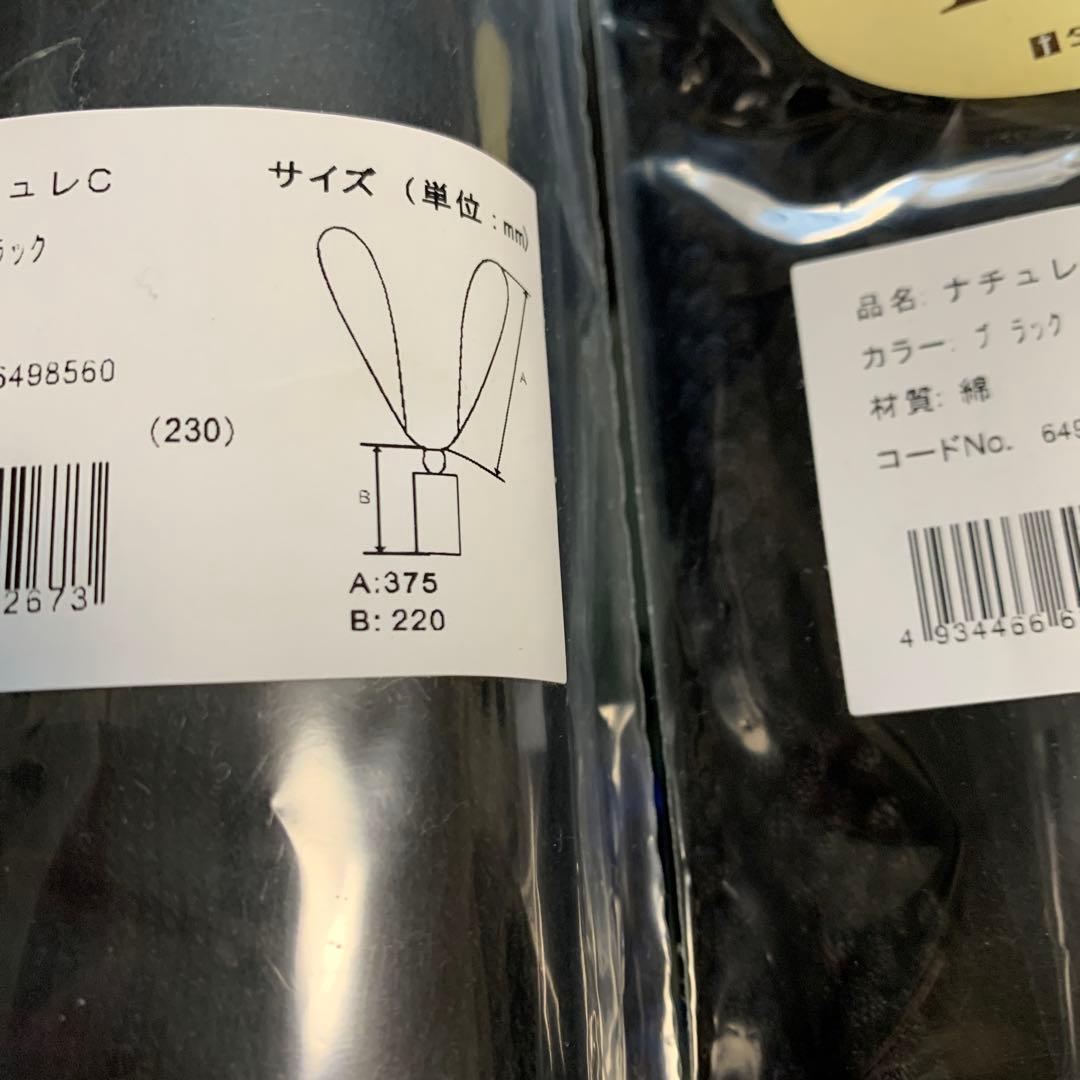 ュレC
ラック
6498560
(230)
2673
サイズ (単位:mm)
A
B
A:375
B: 220
品名: ナチュレ
カラー: ブラック
材質: 綿
コードNo. 649
4 934466 6